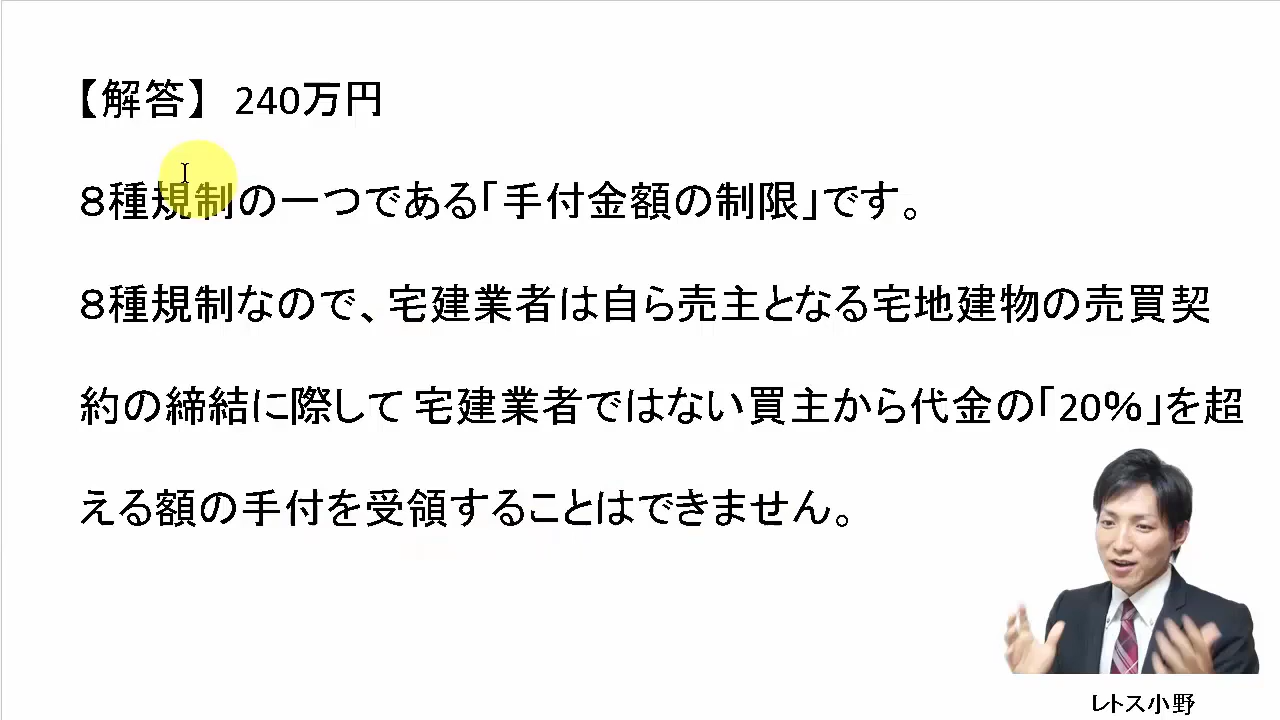 【解答】 240万円
８種規制の一つである「手付金額の制限」です。
８種規制なので、宅建業者は自ら売主となる宅地建物の売買契
約の締結に際して 宅建業者ではない買主から代金の「20％」を超
える額の手付を受領することはできません。
レトス小野